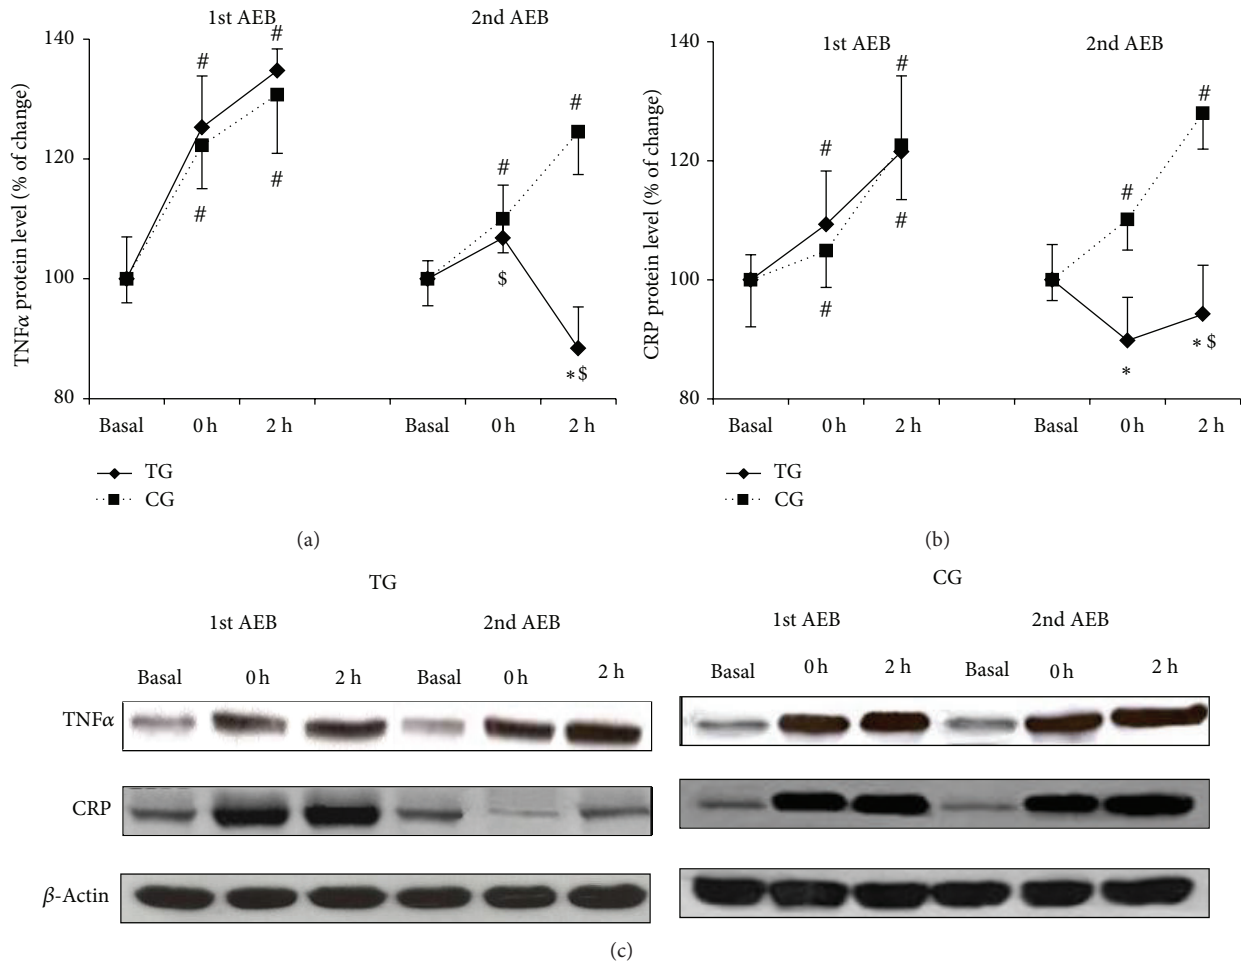 1st AEB 2nd AEB
TNFα protein level (% of change)
140
120
100
80
# # # # # # $ *$
Basal 0 h 2 h Basal 0 h 2 h
TG
CG
(a)
1st AEB 2nd AEB
CRP protein level (% of change)
140
120
100
80
# # # # # # * *$
Basal 0 h 2 h Basal 0 h 2 h
TG
CG
(b)
TG
1st AEB 2nd AEB
Basal 0 h 2 h Basal 0 h 2 h
CG
1st AEB 2nd AEB
Basal 0 h 2 h Basal 0 h 2 h
TNFα
CRP
β-Actin
(c)